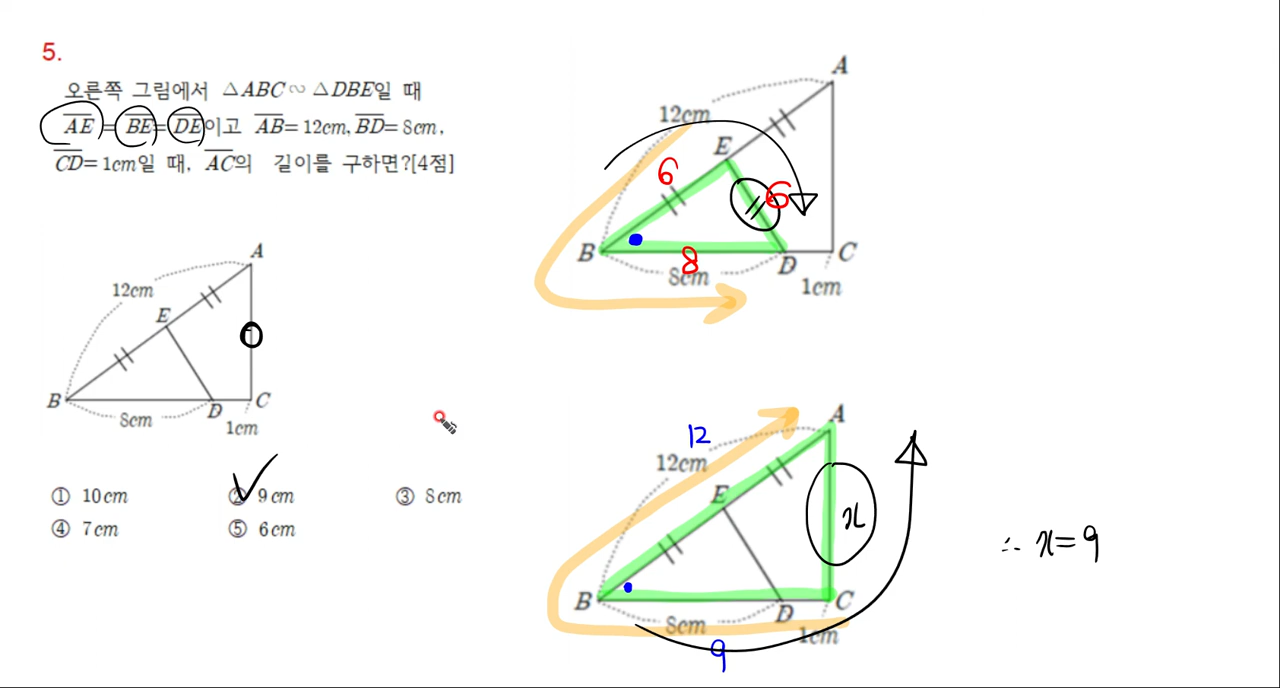 5.
오른쪽 그림에서 △ABC∽△DBE일 때
AE=BE=DE이고 AB=12cm, BD=8cm,
CD=1cm일 때, AC의 길이를 구하면?[4점]
A
12cm
E
B
8cm
D
C
1cm
① 10cm ② 9cm ③ 8cm
④ 7cm ⑤ 6cm
A
12cm
E
6
6
B
8
8cm
D
C
1cm
A
12
12cm
E
x
B
8cm
D
C
1cm
9
∴ x=9